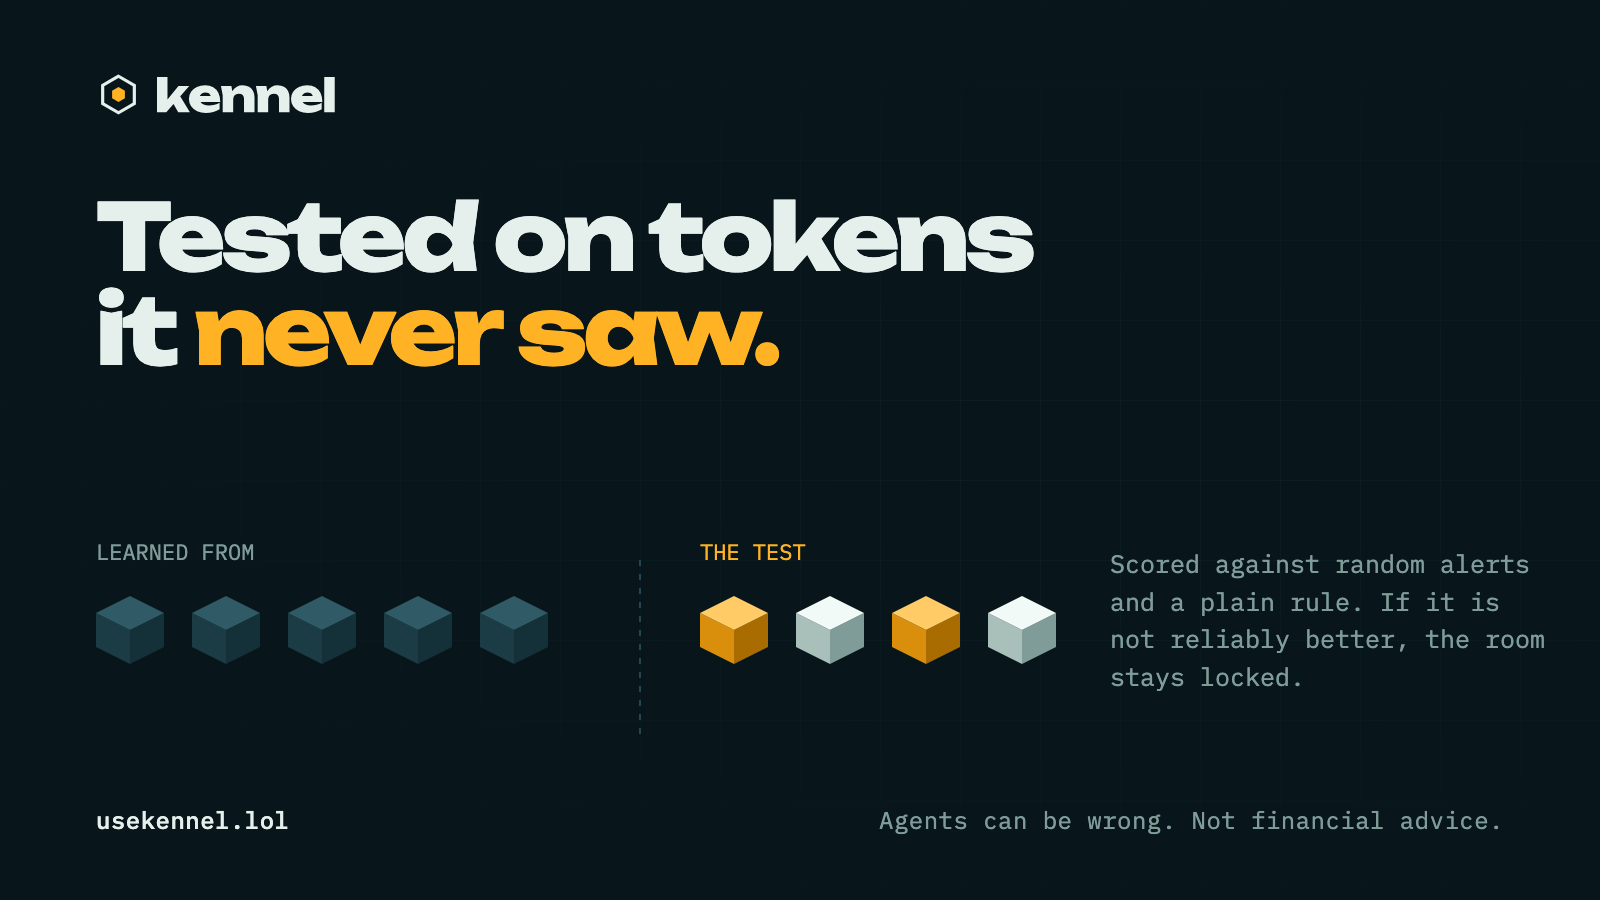 kennel
Tested on tokens
it never saw.
LEARNED FROM
THE TEST
Scored against random alerts
and a plain rule. If it is
not reliably better, the room
stays locked.
usekennel.lol
Agents can be wrong. Not financial advice.